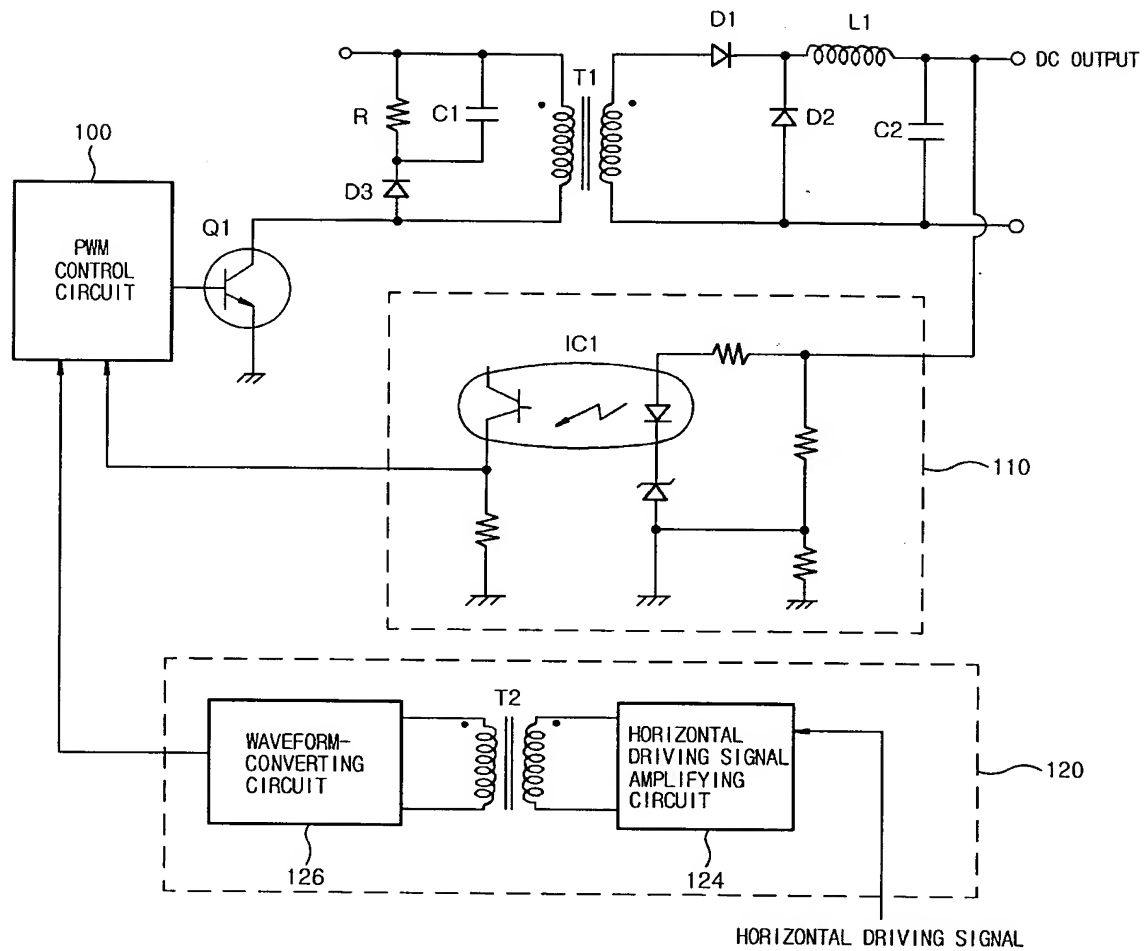 D1
L1
DC OUTPUT
T1
R
C1
D2
C2
100
D3
Q1
PWM
CONTROL
CIRCUIT
IC1
110
T2
WAVEFORM-
CONVERTING
CIRCUIT
HORIZONTAL
DRIVING SIGNAL
AMPLIFYING
CIRCUIT
120
126
124
HORIZONTAL DRIVING SIGNAL